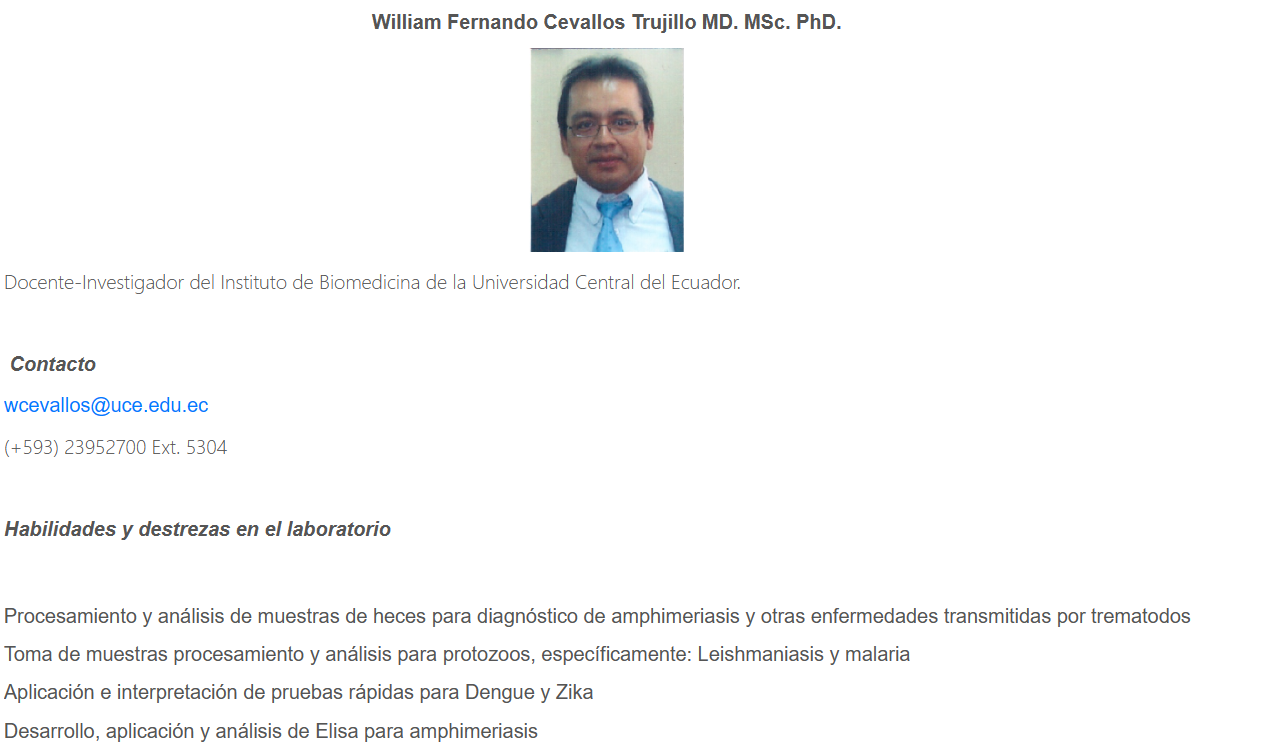 William Fernando Cevallos Trujillo MD. MSc. PhD.
Docente-Investigador del Instituto de Biomedicina de la Universidad Central del Ecuador.
Contacto
wcevallos@uce.edu.ec
(+593) 23952700 Ext. 5304
Habilidades y destrezas en el laboratorio
Procesamiento y análisis de muestras de heces para diagnóstico de amphimeriasis y otras enfermedades transmitidas por trematodos
Toma de muestras procesamiento y análisis para protozoos, específicamente: Leishmaniasis y malaria
Aplicación e interpretación de pruebas rápidas para Dengue y Zika
Desarrollo, aplicación y análisis de Elisa para amphimeriasis